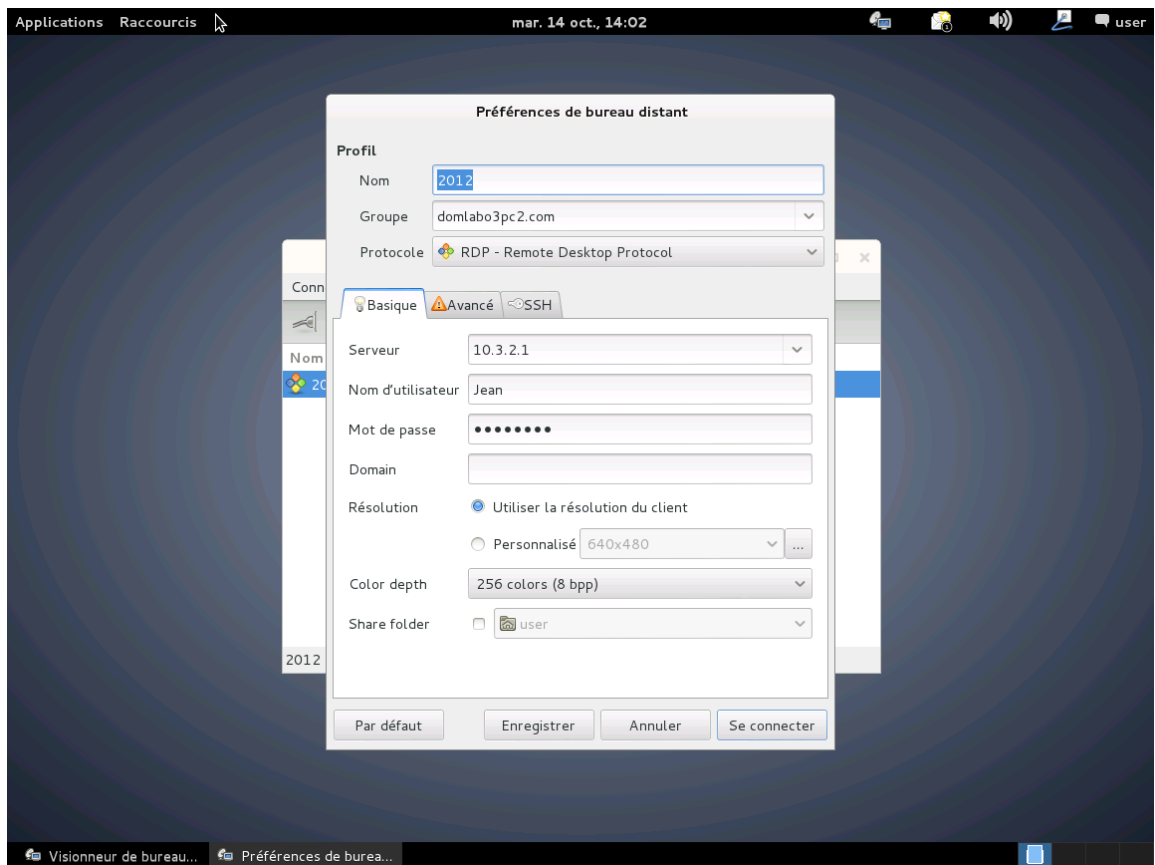 Applications Raccourcis mar. 14 oct., 14:02 user
Préférences de bureau distant
Profil
Nom 2012
Groupe domlabo3pc2.com
Protocole RDP - Remote Desktop Protocol
Conn
Basique Avancé SSH
Serveur 10.3.2.1
Nom
Nom d'utilisateur Jean
20
Mot de passe ••••••••
Domain
Résolution Utiliser la résolution du client
Personnalisé 640x480 ...
Color depth 256 colors (8 bpp)
Share folder user
2012
Par défaut Enregistrer Annuler Se connecter
Visionneur de bureau... Préférences de burea...